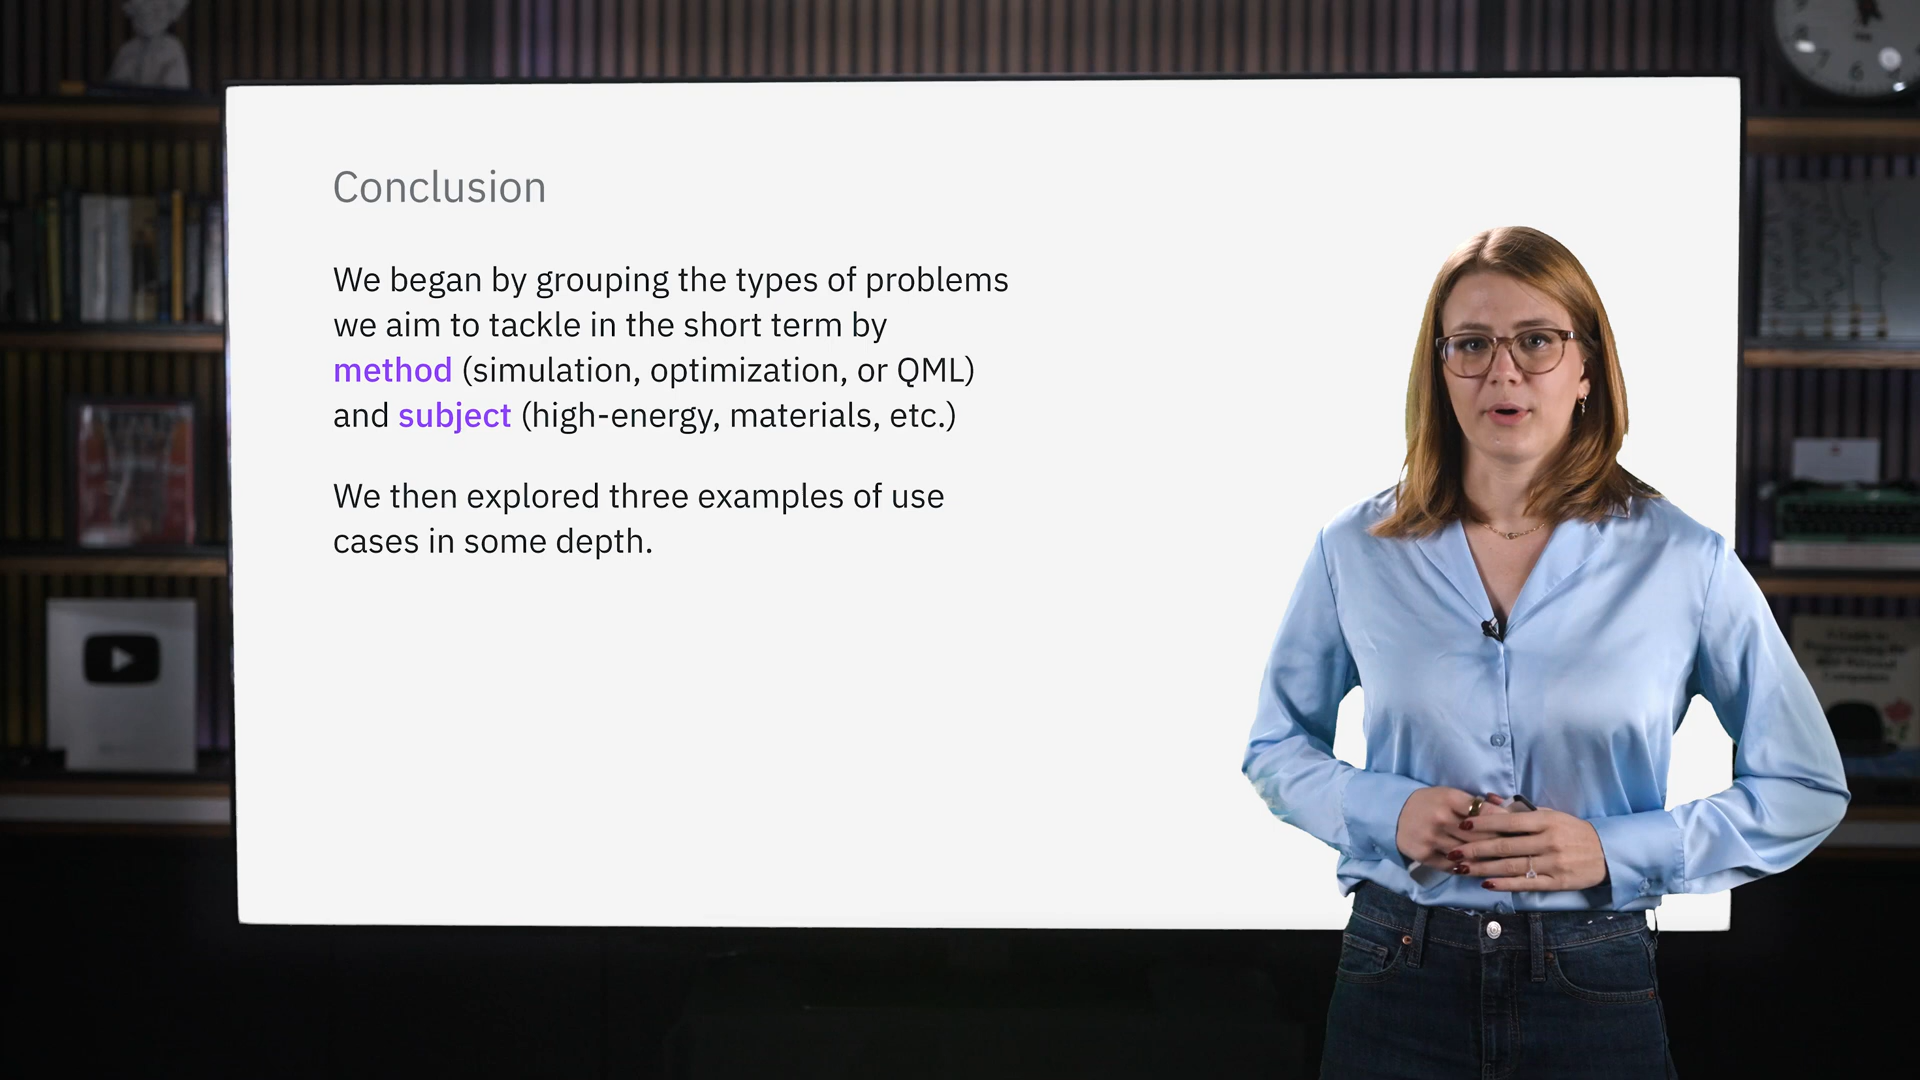 Conclusion
We began by grouping the types of problems
we aim to tackle in the short term by
method (simulation, optimization, or QML)
and subject (high-energy, materials, etc.)
We then explored three examples of use
cases in some depth.